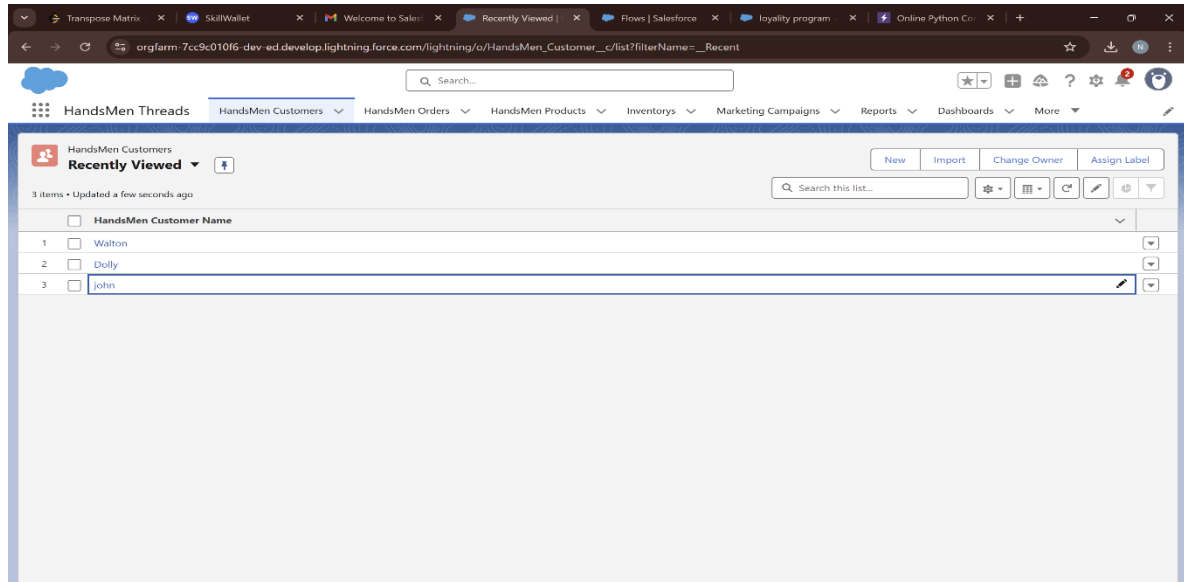 Transpose Matrix SkillWallet Welcome to Salesf Recently Viewed | Flows | Salesforce loyality program - Online Python Cor
orgfarm-7cc9c010f6-dev-ed.develop.lightning.force.com/lightning/o/HandsMen_Customer__c/list?filterName=__Recent N
Search... 2
HandsMen Threads HandsMen Customers HandsMen Orders HandsMen Products Inventorys Marketing Campaigns Reports Dashboards More
HandsMen Customers
Recently Viewed New Import Change Owner Assign Label
3 items • Updated a few seconds ago Search this list...
HandsMen Customer Name
1 Walton
2 Dolly
3 john